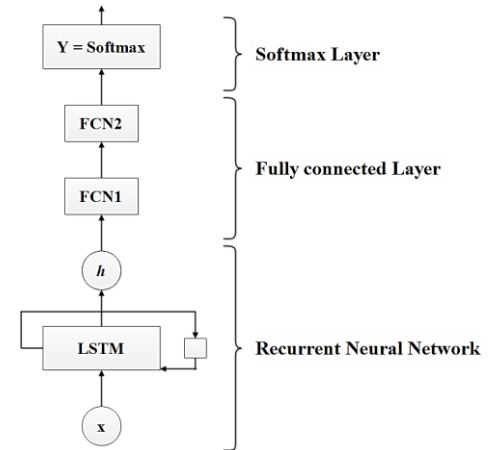 Y = Softmax
Softmax Layer
FCN2
Fully connected Layer
FCN1
h
LSTM
Recurrent Neural Network
x